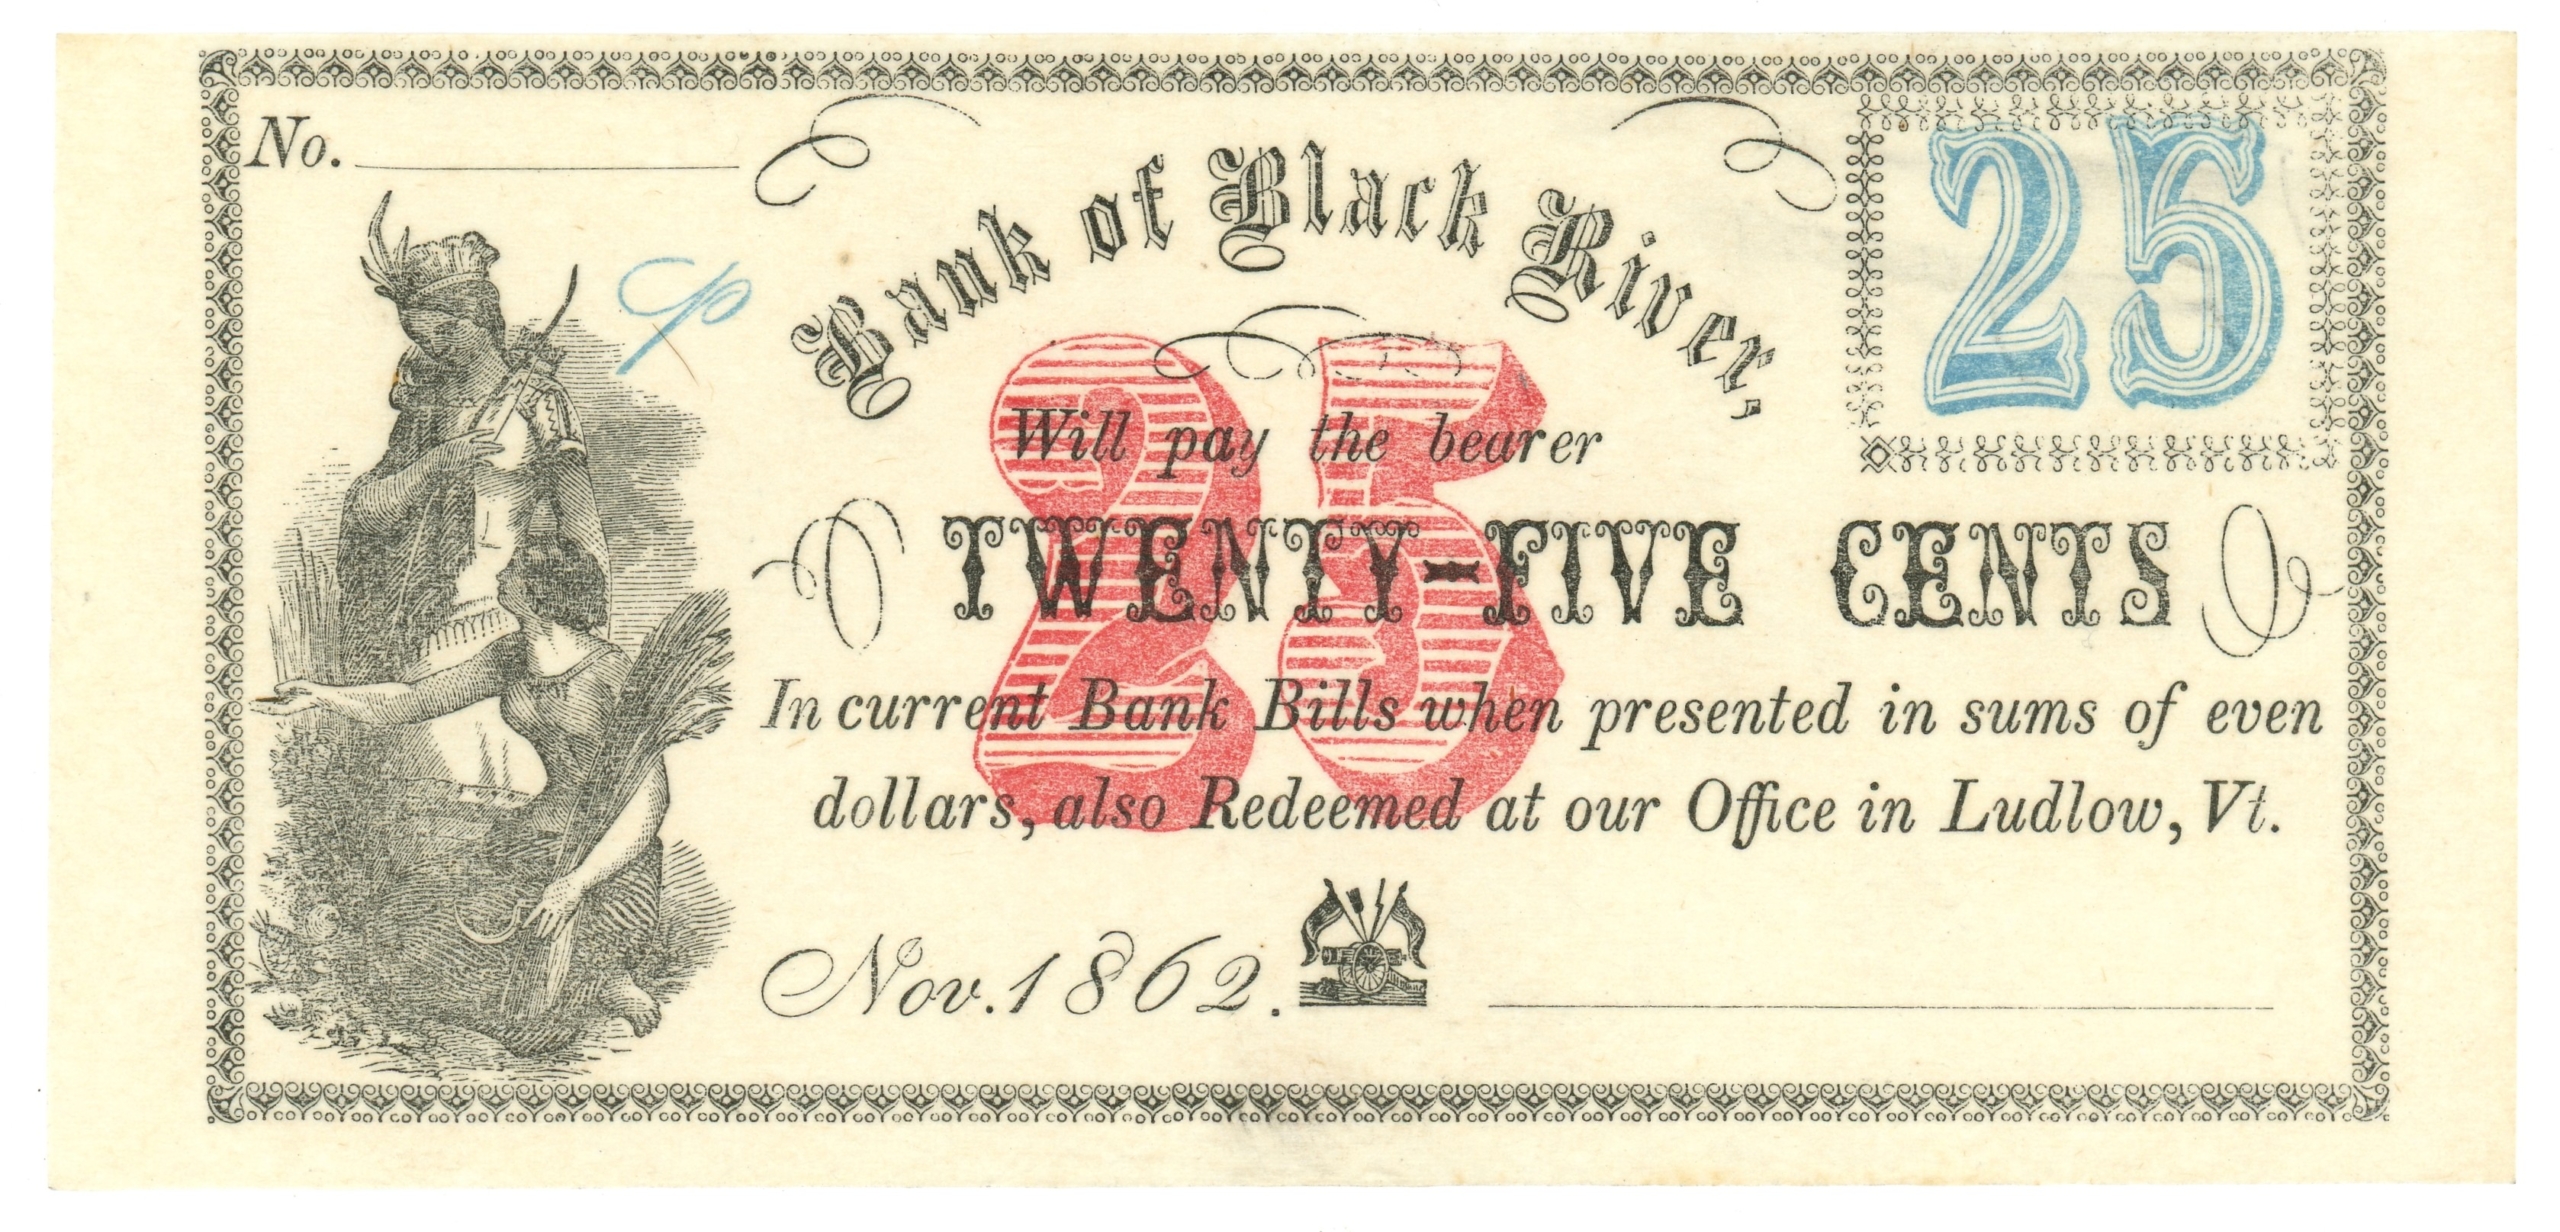 No.
Bank of Black River,
25
25
Will pay the bearer
TWENTY-FIVE CENTS
In current Bank Bills when presented in sums of even
dollars, also Redeemed at our Office in Ludlow, Vt.
Nov. 1862.